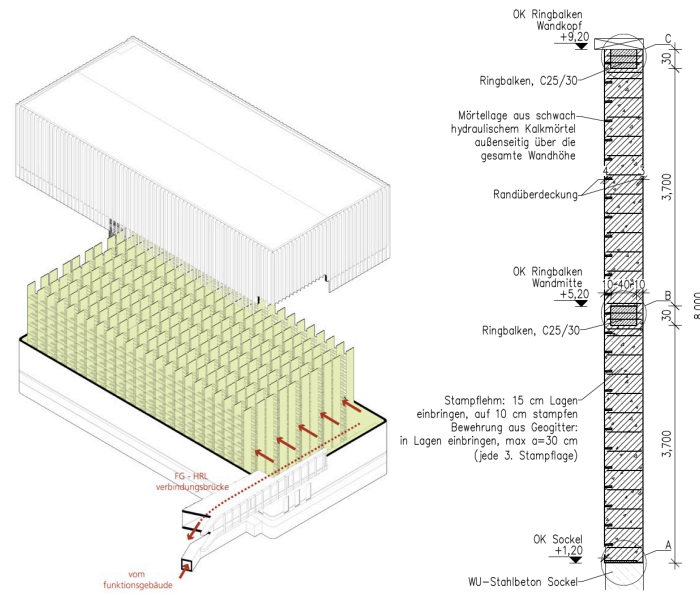 FG - HRL
verbindungsbrücke
vom
funktionsgebäude
OK Ringbalken
Wandkopf
+9,20
C
30
Ringbalken, C25/30
Mörtellage aus schwach
hydraulischem Kalkmörtel
außenseitig über die
gesamte Wandhöhe
4
3,700
Randüberdeckung
OK Ringbalken
Wandmitte
+5,20
10 40 10
B
30
8,000
Ringbalken, C25/30
Stampflehm: 15 cm Lagen
einbringen, auf 10 cm stampfen
Bewehrung aus Geogitter:
in Lagen einbringen, max a=30 cm
(jede 3. Stampflage)
3,700
OK Sockel
+1,20
A
WU-Stahlbeton Sockel